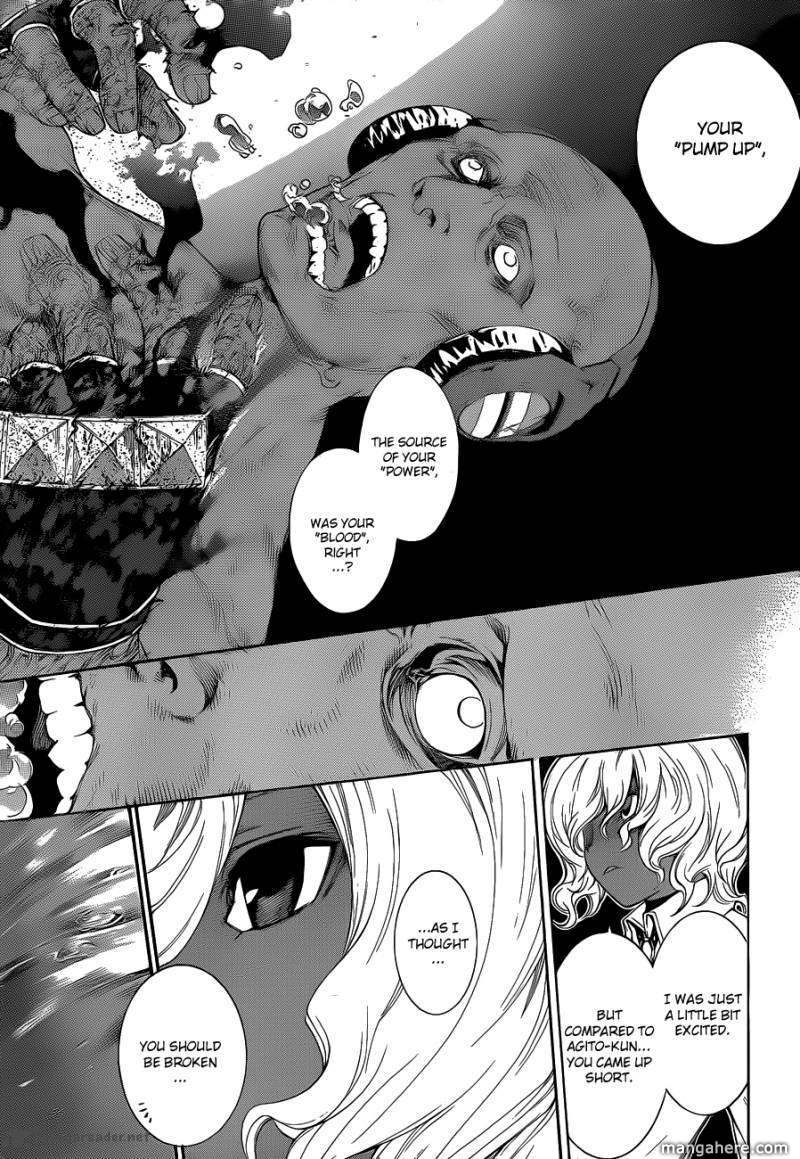 YOUR
"PUMP UP",
THE SOURCE
OF YOUR
"POWER",
WAS YOUR
"BLOOD",
RIGHT
...?
I WAS JUST
A LITTLE BIT
EXCITED.
BUT
COMPARED TO
AGITO-KUN...
YOU CAME UP
SHORT.
...AS I
THOUGHT
...
YOU SHOULD
BE BROKEN
...
mangahere.com